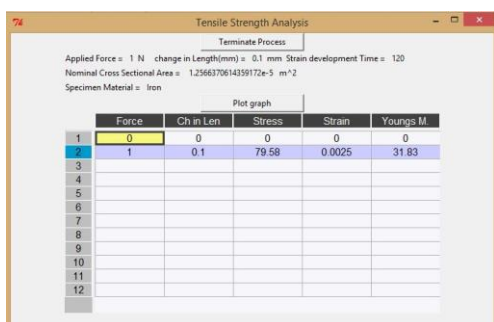 Tensile Strength Analysis
Terminate Process
Applied Force = 1 N change in Length(mm) = 0.1 mm Strain development Time = 120
Nominal Cross Sectional Area = 1.2566370614359172e-5 m^2
Specimen Material = Iron
Plot graph
Force Ch in Len Stress Strain Youngs M.
1 0 0 0 0 0
2 1 0.1 79.58 0.0025 31.83
3
4
5
6
7
8
9
10
11
12